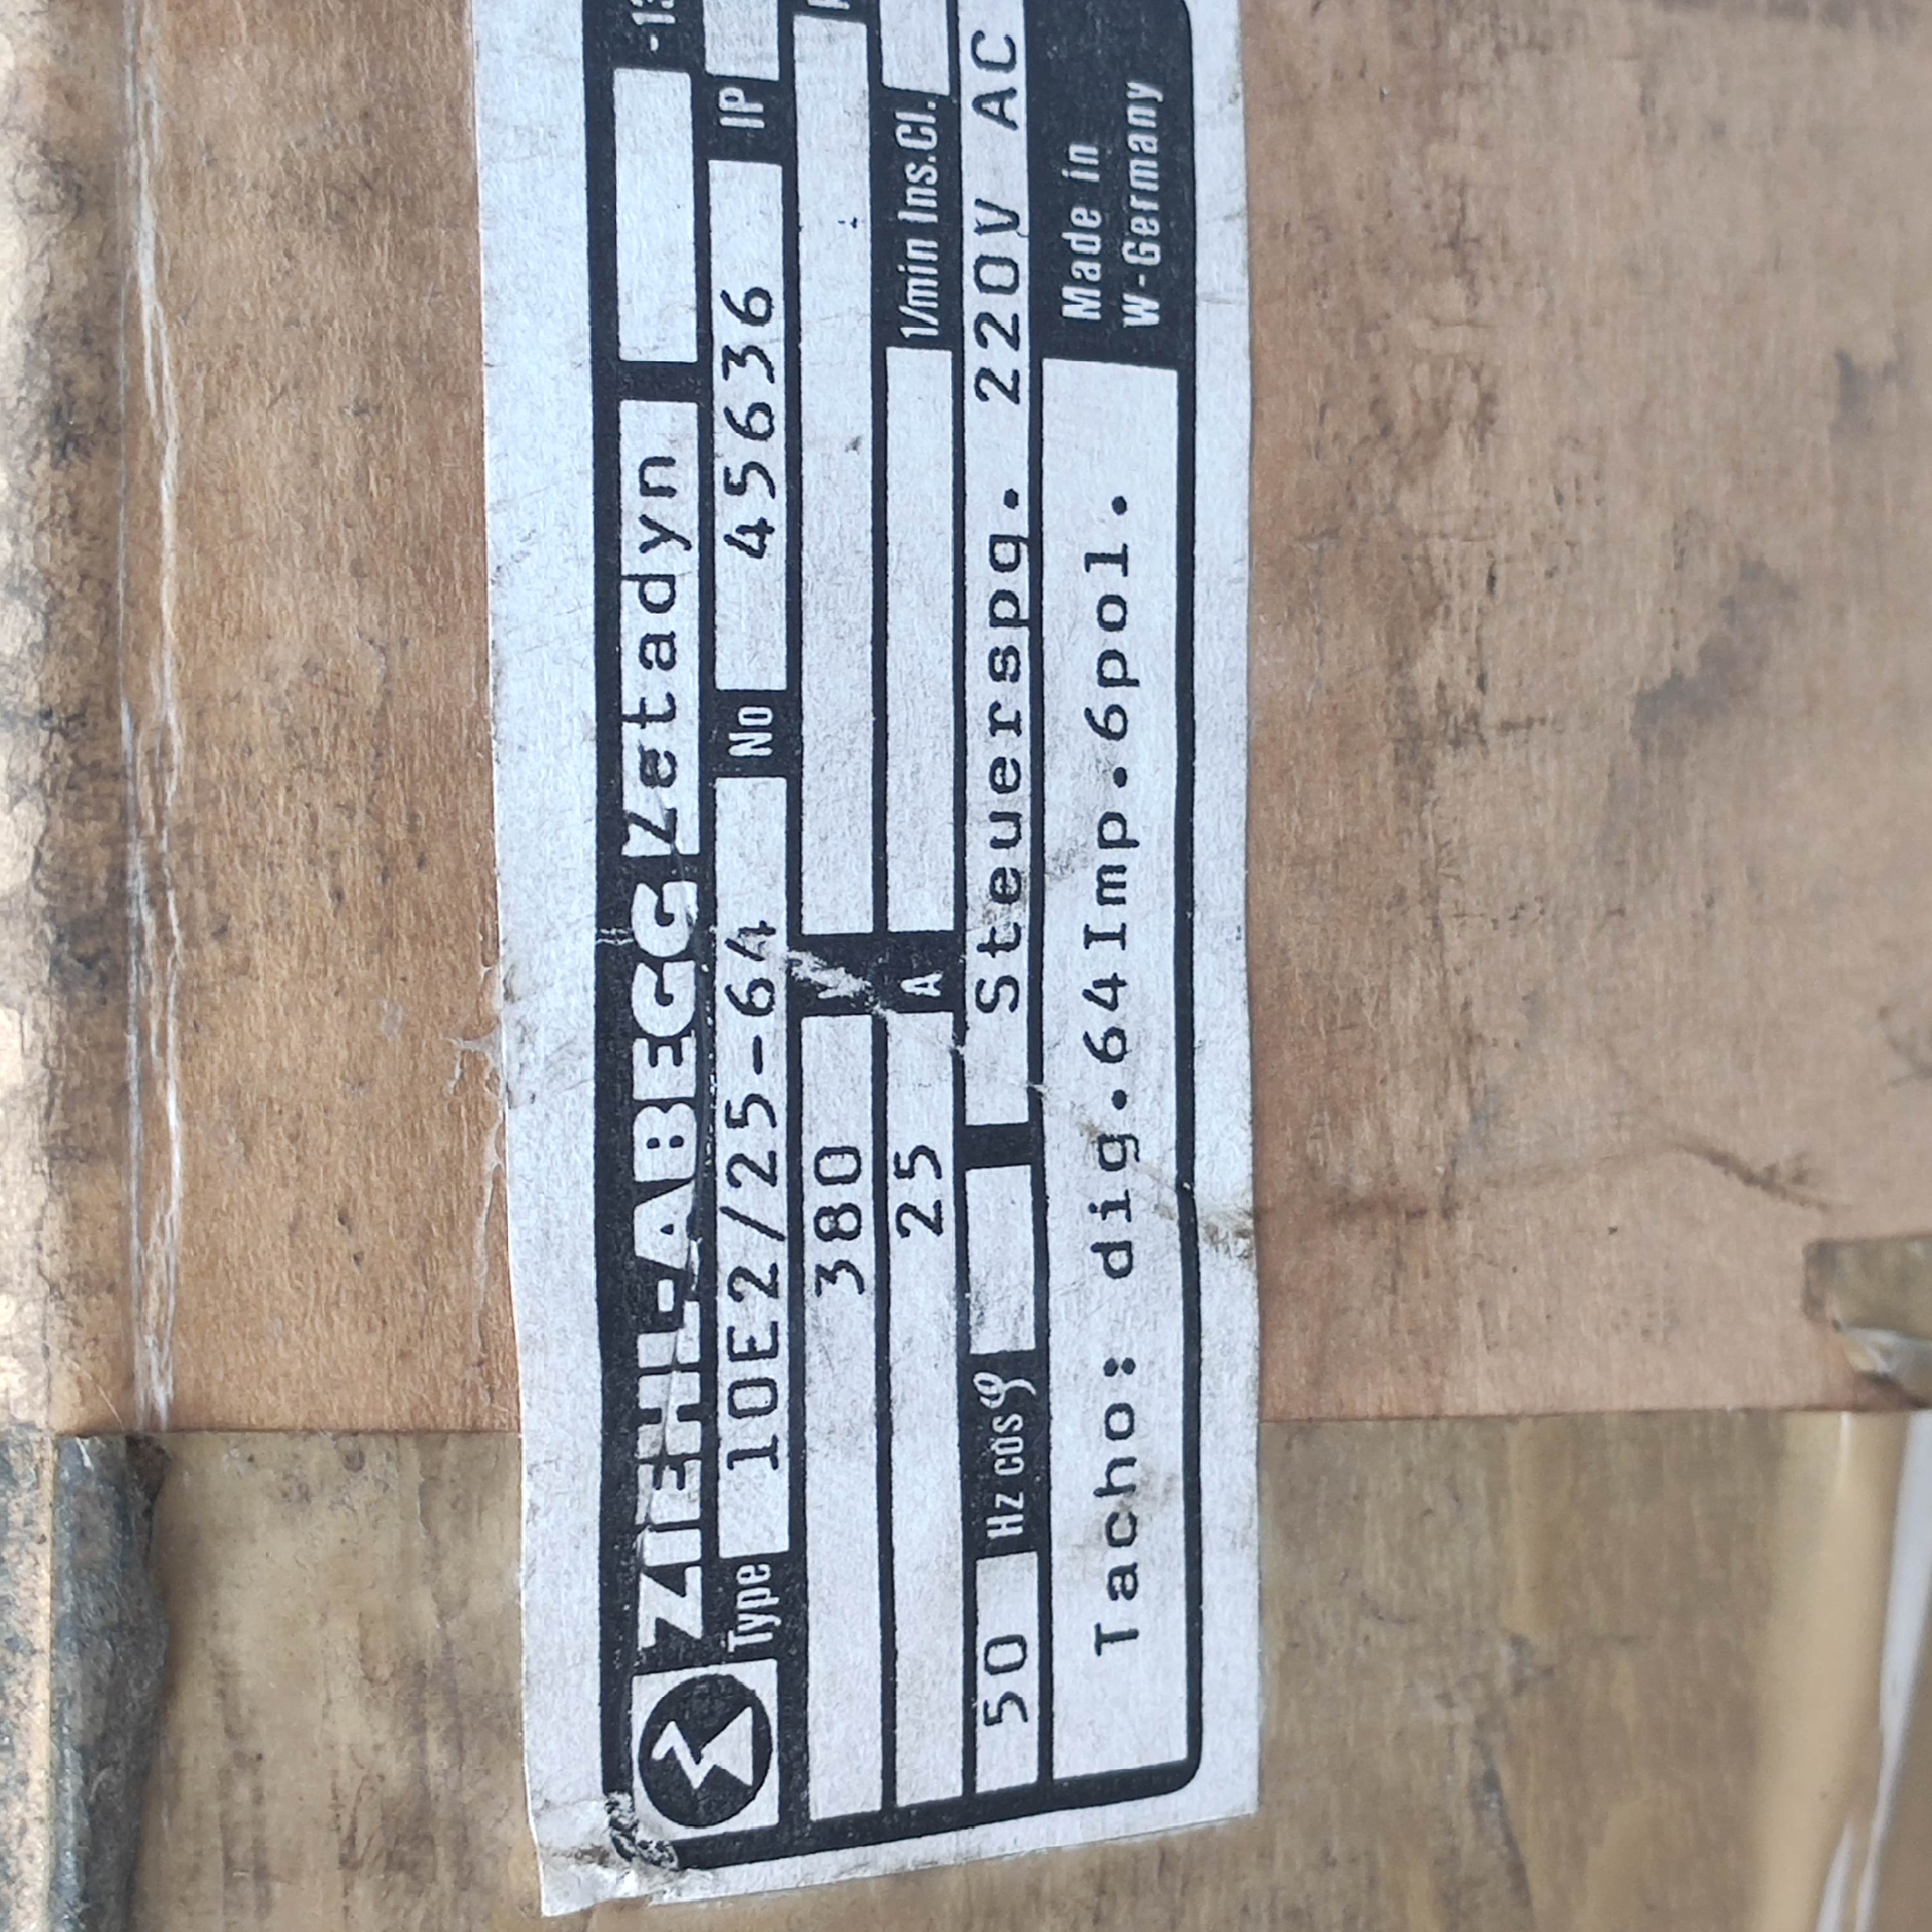 ZIEHL-ABEGG Zetadyn
Type 10E2/25-64 No 45636 IP
380 V
25 A 1/min Ins.Cl.
50 Hz cosφ Steuerspg. 220V AC
Tacho: dig.64Imp.6pol. Made in
W-Germany